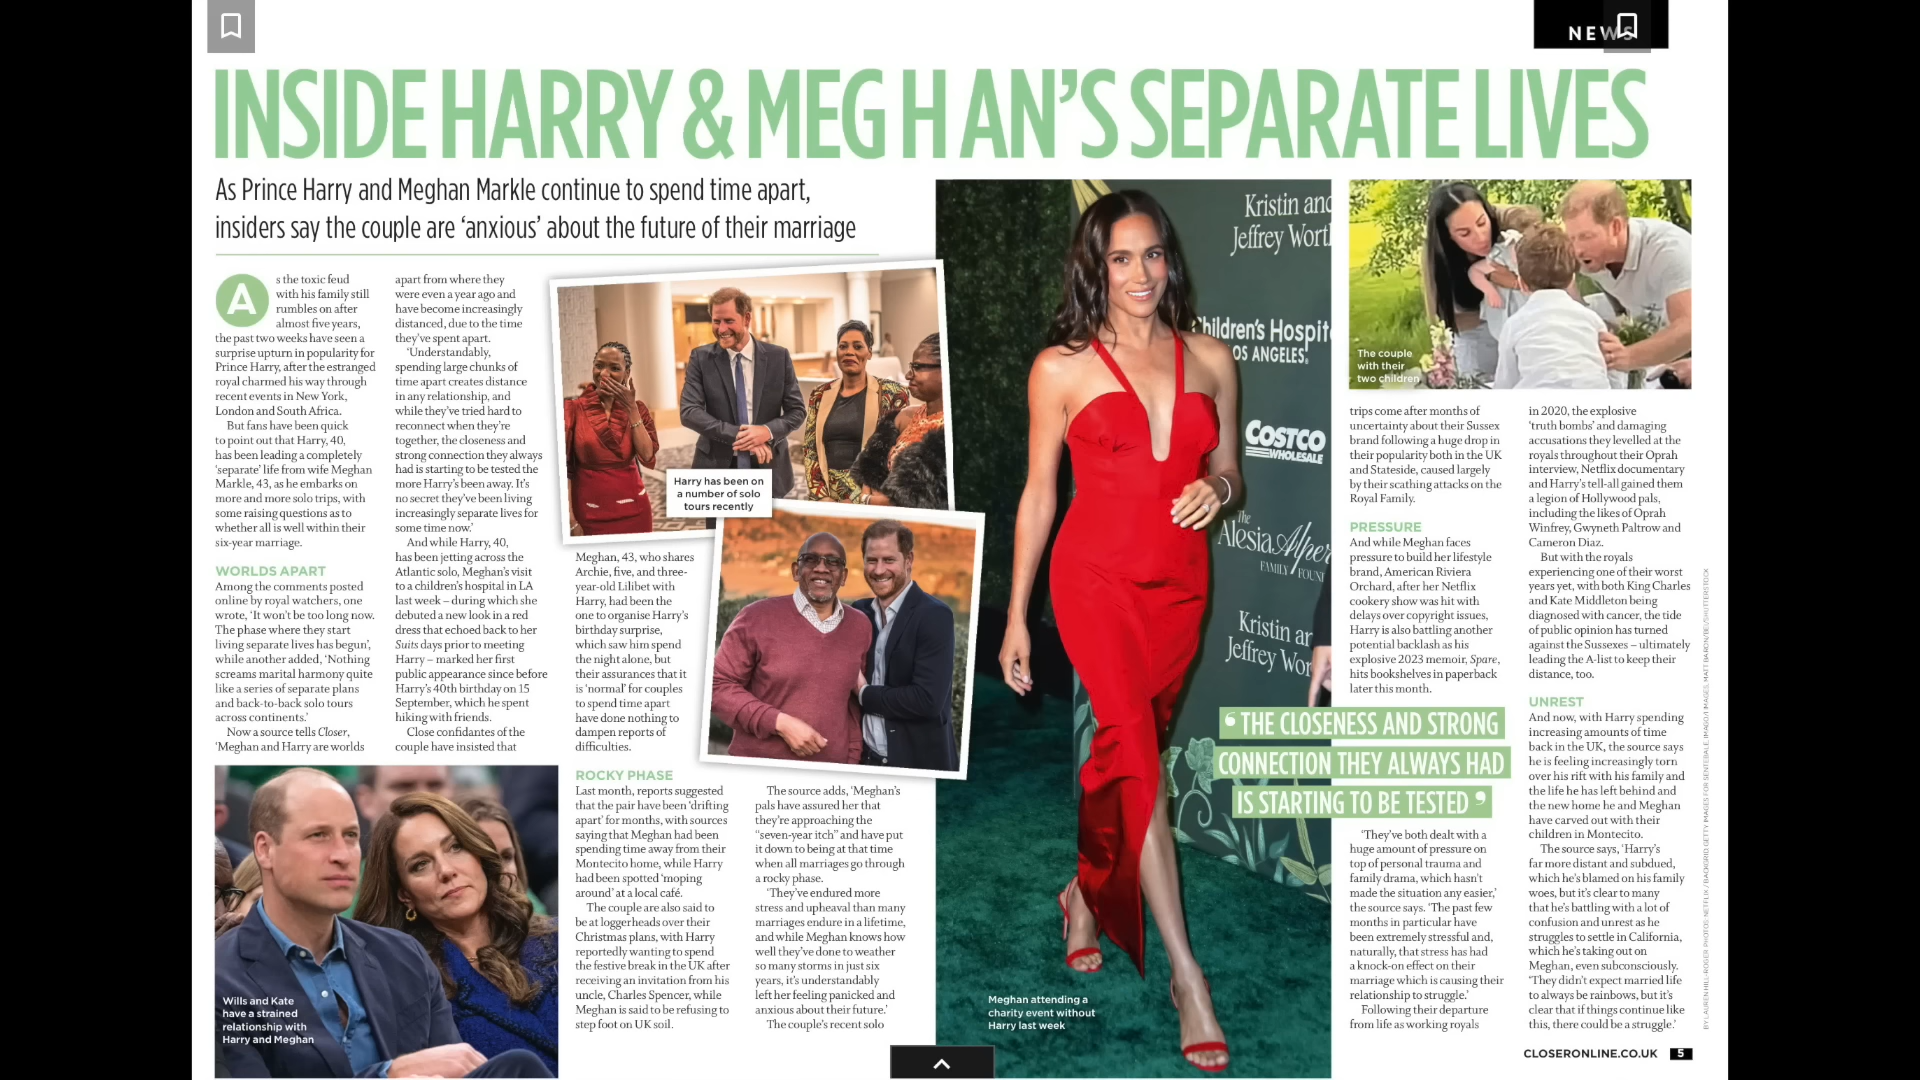 NEWS
INSIDE HARRY & MEGHAN'S SEPARATE LIVES
As Prince Harry and Meghan Markle continue to spend time apart,
insiders say the couple are 'anxious' about the future of their marriage
As the toxic feud
with his family still
rumbles on after
almost five years,
the past two weeks have seen a
surprise upturn in popularity for
Prince Harry, after the estranged
royal charmed his way through
recent events in New York,
London and South Africa.
But fans have been quick
to point out that Harry, 40,
has been leading a completely
'separate' life from wife Meghan
Markle, 43, as he embarks on
more and more solo trips, with
some raising questions as to
whether all is well within their
six-year marriage.
WORLDS APART
Among the comments posted
online by royal watchers, one
wrote, 'It won't be too long now.
The phase where they start
living separate lives has begun',
while another added, 'Nothing
screams marital harmony quite
like a series of separate plans
and back-to-back solo tours
across continents.'
Now a source tells Closer,
'Meghan and Harry are worlds
apart from where they
were even a year ago and
have become increasingly
distanced, due to the time
they've spent apart.
'Understandably,
spending large chunks of
time apart creates distance
in any relationship, and
while they've tried hard to
reconnect when they're
together, the closeness and
strong connection they always
had is starting to be tested the
more Harry's been away. It's
no secret they've been living
increasingly separate lives for
some time now.'
And while Harry, 40,
has been jetting across the
Atlantic solo, Meghan's visit
to a children's hospital in LA
last week – during which she
debuted a new look in a red
dress that echoed back to her
Suits days prior to meeting
Harry – marked her first
public appearance since before
Harry's 40th birthday on 15
September, which he spent
hiking with friends.
Close confidantes of the
couple have insisted that
Wills and Kate
have a strained
relationship with
Harry and Meghan
Harry has been on
a number of solo
tours recently
Meghan, 43, who shares
Archie, five, and three-
year-old Lilibet with
Harry, had been the
one to organise Harry's
birthday surprise,
which saw him spend
the night alone, but
their assurances that it
is 'normal' for couples
to spend time apart
have done nothing to
dampen reports of
difficulties.
ROCKY PHASE
Last month, reports suggested
that the pair have been 'drifting
apart' for months, with sources
saying that Meghan had been
spending time away from their
Montecito home, while Harry
had been spotted 'moping
around' at a local café.
The couple are also said to
be at loggerheads over their
Christmas plans, with Harry
reportedly wanting to spend
the festive break in the UK after
receiving an invitation from his
uncle, Charles Spencer, while
Meghan is said to be refusing to
step foot on UK soil.
The source adds, 'Meghan's
pals have assured her that
they're approaching the
"seven-year itch" and have put
it down to being at that time
when all marriages go through
a rocky phase.
'They've endured more
stress and upheaval than many
marriages endure in a lifetime,
and while Meghan knows how
well they've done to weather
so many storms in just six
years, it's understandably
left her feeling panicked and
anxious about their future.'
The couple's recent solo
Kristin and
Jeffrey Wort
Children's Hospit
OS ANGELES
COSTCO
WHOLESALE
The
Alesia Alper
FAMILY FOUN
Kristin ar
Jeffrey Wor
Meghan attending a
charity event without
Harry last week
The couple
with their
two children
trips come after months of
uncertainty about their Sussex
brand following a huge drop in
their popularity both in the UK
and Stateside, caused largely
by their scathing attacks on the
Royal Family.
PRESSURE
And while Meghan faces
pressure to build her lifestyle
brand, American Riviera
Orchard, after her Netflix
cookery show was hit with
delays over copyright issues,
Harry is also battling another
potential backlash as his
explosive 2023 memoir, Spare,
hits bookshelves in paperback
later this month.
'THE CLOSENESS AND STRONG
CONNECTION THEY ALWAYS HAD
IS STARTING TO BE TESTED'
'They've both dealt with a
huge amount of pressure on
top of personal trauma and
family drama, which hasn't
made the situation any easier,'
the source says. 'The past few
months in particular have
been extremely stressful and,
naturally, that stress has had
a knock-on effect on their
marriage which is causing their
relationship to struggle.'
Following their departure
from life as working royals
in 2020, the explosive
'truth bombs' and damaging
accusations they levelled at the
royals throughout their Oprah
interview, Netflix documentary
and Harry's tell-all gained them
a legion of Hollywood pals,
including the likes of Oprah
Winfrey, Gwyneth Paltrow and
Cameron Diaz.
But with the royals
experiencing one of their worst
years yet, with both King Charles
and Kate Middleton being
diagnosed with cancer, the tide
of public opinion has turned
against the Sussexes – ultimately
leading the A-list to keep their
distance, too.
UNREST
And now, with Harry spending
increasing amounts of time
back in the UK, the source says
he is feeling increasingly torn
over his rift with his family and
the life he has left behind and
the new home he and Meghan
have carved out with their
children in Montecito.
The source says, 'Harry's
far more distant and subdued,
which he's blamed on his family
woes, but it's clear to many
that he's battling with a lot of
confusion and unrest as he
struggles to settle in California,
which he's taking out on
Meghan, even subconsciously.
'They didn't expect married life
to always be rainbows, but it's
clear that if things continue like
this, there could be a struggle.'
CLOSERONLINE.CO.UK 5